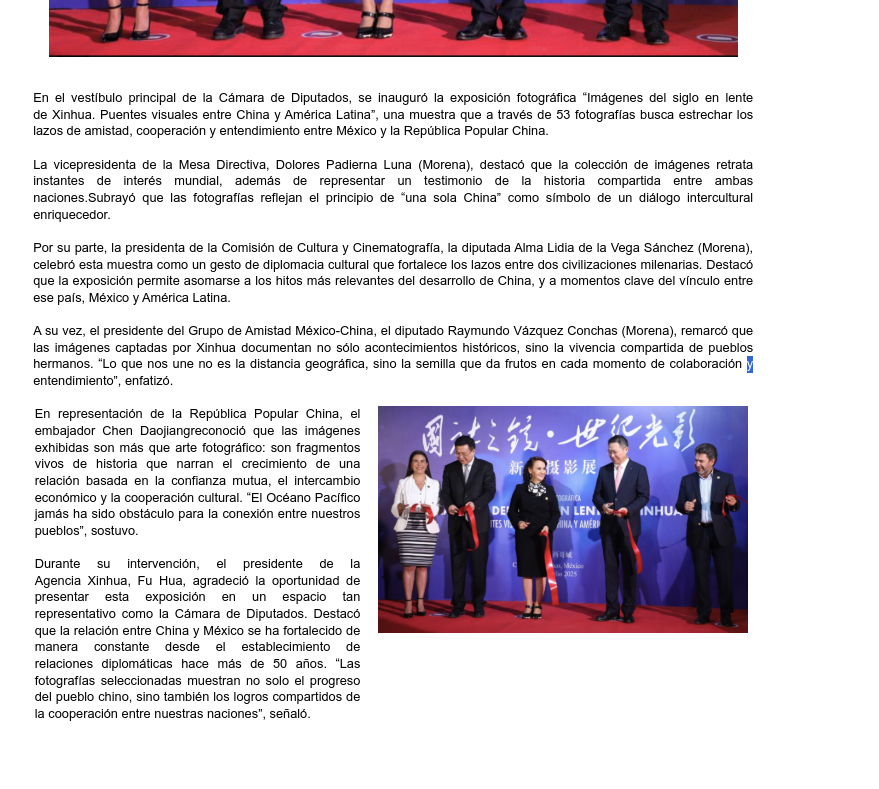 En el vestíbulo principal de la Cámara de Diputados, se inauguró la exposición fotográfica “Imágenes del siglo en lente
de Xinhua. Puentes visuales entre China y América Latina”, una muestra que a través de 53 fotografías busca estrechar los
lazos de amistad, cooperación y entendimiento entre México y la República Popular China.
La vicepresidenta de la Mesa Directiva, Dolores Padierna Luna (Morena), destacó que la colección de imágenes retrata
instantes de interés mundial, además de representar un testimonio de la historia compartida entre ambas
naciones.Subrayó que las fotografías reflejan el principio de “una sola China” como símbolo de un diálogo intercultural
enriquecedor.
Por su parte, la presidenta de la Comisión de Cultura y Cinematografía, la diputada Alma Lidia de la Vega Sánchez (Morena),
celebró esta muestra como un gesto de diplomacia cultural que fortalece los lazos entre dos civilizaciones milenarias. Destacó
que la exposición permite asomarse a los hitos más relevantes del desarrollo de China, y a momentos clave del vínculo entre
ese país, México y América Latina.
A su vez, el presidente del Grupo de Amistad México-China, el diputado Raymundo Vázquez Conchas (Morena), remarcó que
las imágenes captadas por Xinhua documentan no sólo acontecimientos históricos, sino la vivencia compartida de pueblos
hermanos. “Lo que nos une no es la distancia geográfica, sino la semilla que da frutos en cada momento de colaboración y
entendimiento”, enfatizó.
En representación de la República Popular China, el
embajador Chen Daojiangreconoció que las imágenes
exhibidas son más que arte fotográfico: son fragmentos
vivos de historia que narran el crecimiento de una
relación basada en la confianza mutua, el intercambio
económico y la cooperación cultural. “El Océano Pacífico
jamás ha sido obstáculo para la conexión entre nuestros
pueblos”, sostuvo.
Durante su intervención, el presidente de la
Agencia Xinhua, Fu Hua, agradeció la oportunidad de
presentar esta exposición en un espacio tan
representativo como la Cámara de Diputados. Destacó
que la relación entre China y México se ha fortalecido de
manera constante desde el establecimiento de
relaciones diplomáticas hace más de 50 años. “Las
fotografías seleccionadas muestran no solo el progreso
del pueblo chino, sino también los logros compartidos de
la cooperación entre nuestras naciones”, señaló.
国社之镜·世纪光影
新 摄影展
DE N LENT INHUA
México
2025